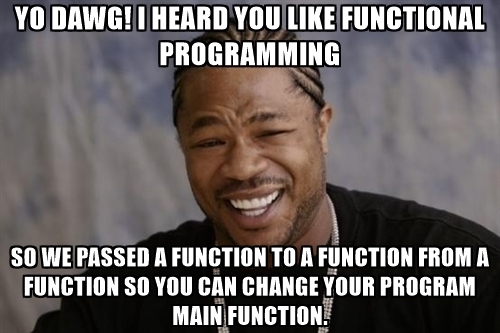 YO DAWG! I HEARD YOU LIKE FUNCTIONAL
PROGRAMMING
SO WE PASSED A FUNCTION TO A FUNCTION FROM A
FUNCTION SO YOU CAN CHANGE YOUR PROGRAM
MAIN FUNCTION.